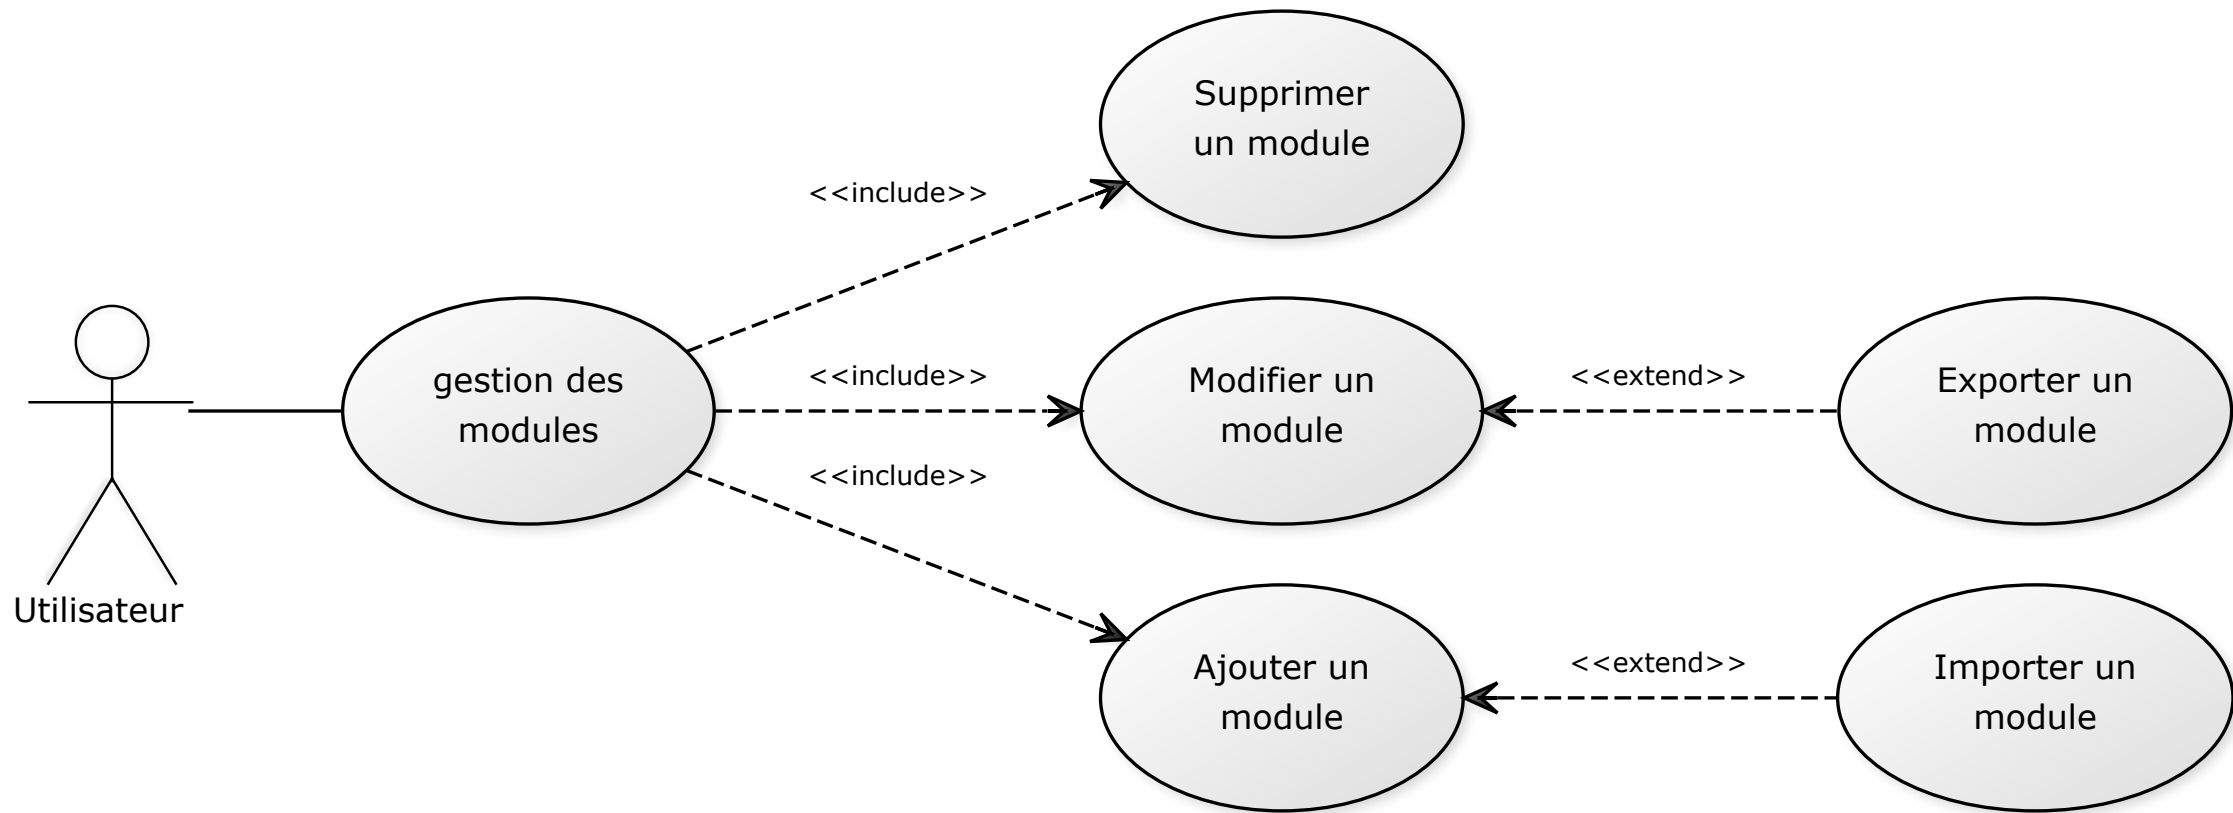 Supprimer
un module
<<include>>
gestion des
modules
<<include>>
Modifier un
module
<<extend>>
Exporter un
module
<<include>>
Utilisateur
Ajouter un
module
<<extend>>
Importer un
module